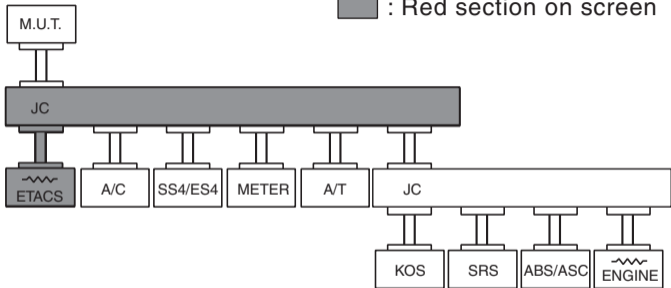 : Red section on screen
M.U.T.
JC
ETACS
A/C
SS4/ES4
METER
A/T
JC
KOS
SRS
ABS/ASC
ENGINE